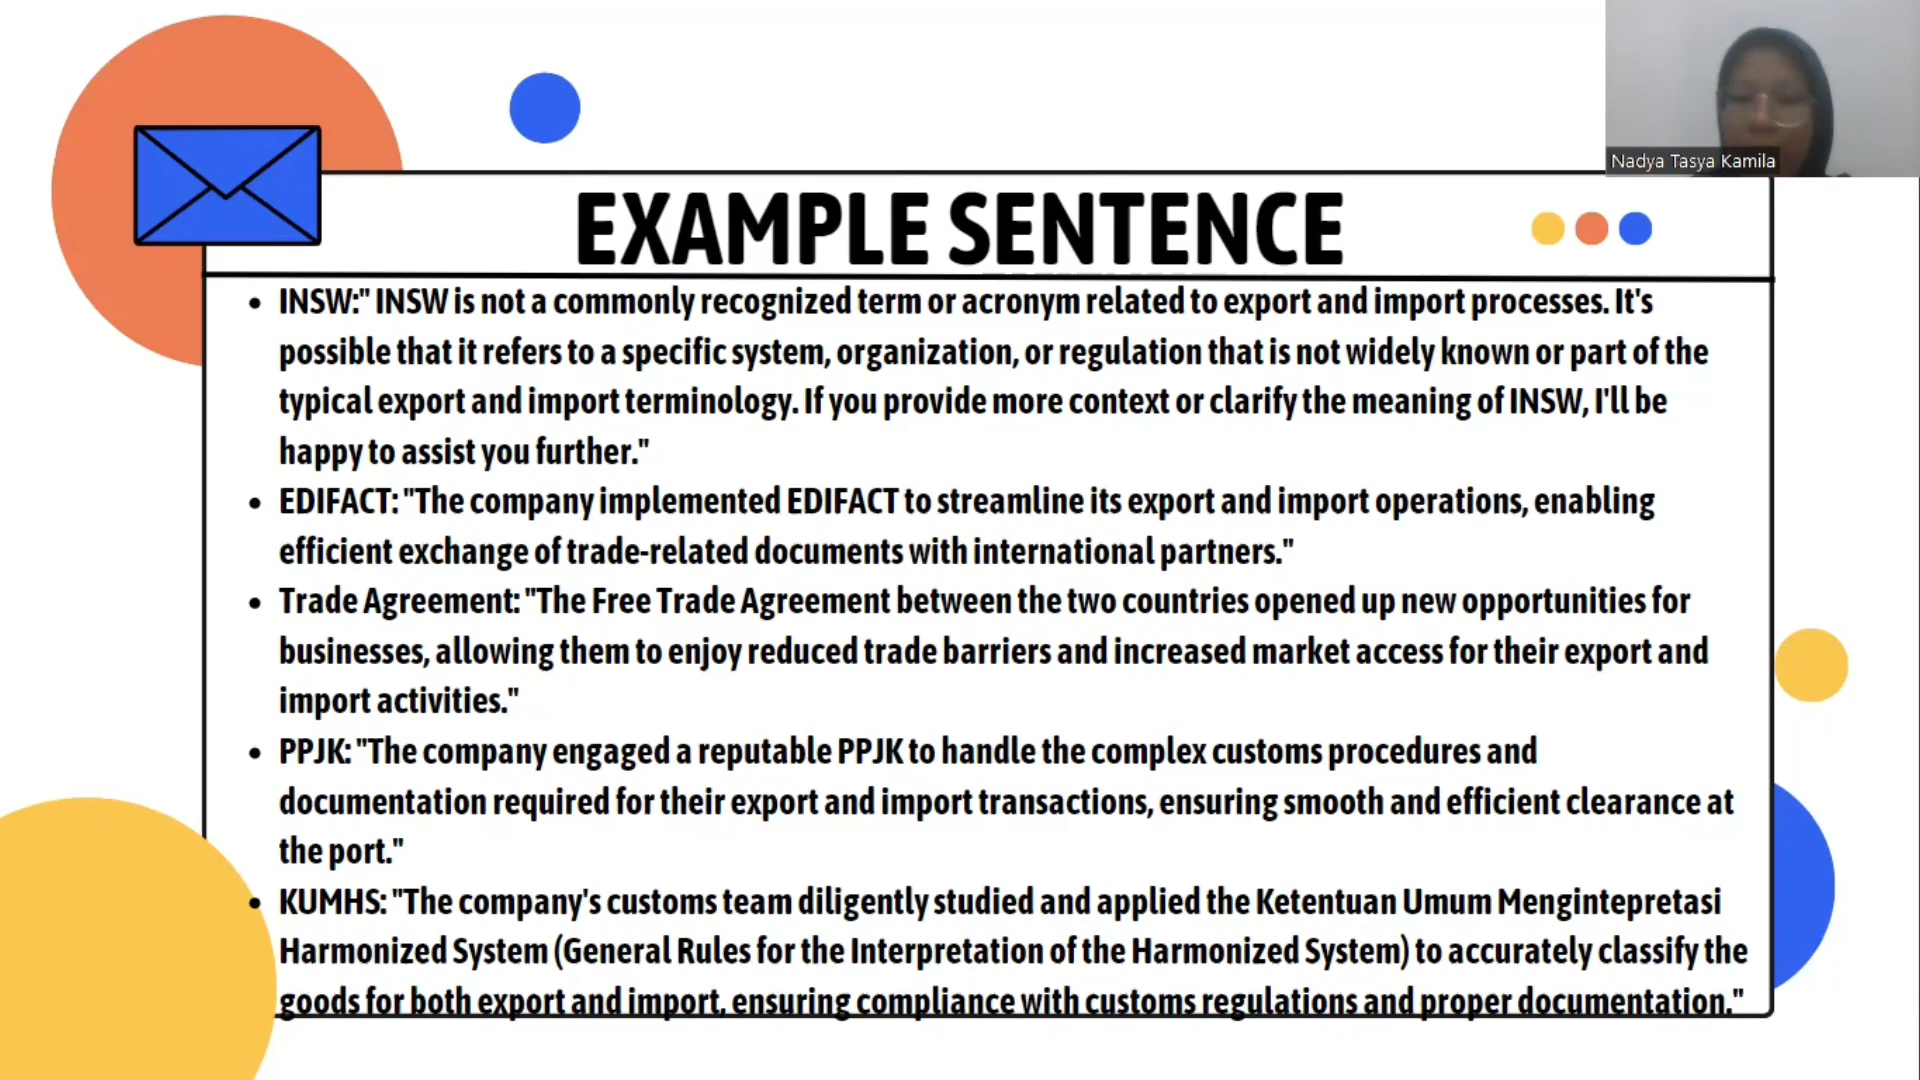 Nadya Tasya Kamila
EXAMPLE SENTENCE
• INSW:" INSW is not a commonly recognized term or acronym related to export and import processes. It's
possible that it refers to a specific system, organization, or regulation that is not widely known or part of the
typical export and import terminology. If you provide more context or clarify the meaning of INSW, I'll be
happy to assist you further."
• EDIFACT: "The company implemented EDIFACT to streamline its export and import operations, enabling
efficient exchange of trade-related documents with international partners."
• Trade Agreement: "The Free Trade Agreement between the two countries opened up new opportunities for
businesses, allowing them to enjoy reduced trade barriers and increased market access for their export and
import activities."
• PPJK: "The company engaged a reputable PPJK to handle the complex customs procedures and
documentation required for their export and import transactions, ensuring smooth and efficient clearance at
the port."
• KUMHS: "The company's customs team diligently studied and applied the Ketentuan Umum Mengintepretasi
Harmonized System (General Rules for the Interpretation of the Harmonized System) to accurately classify the
goods for both export and import, ensuring compliance with customs regulations and proper documentation."